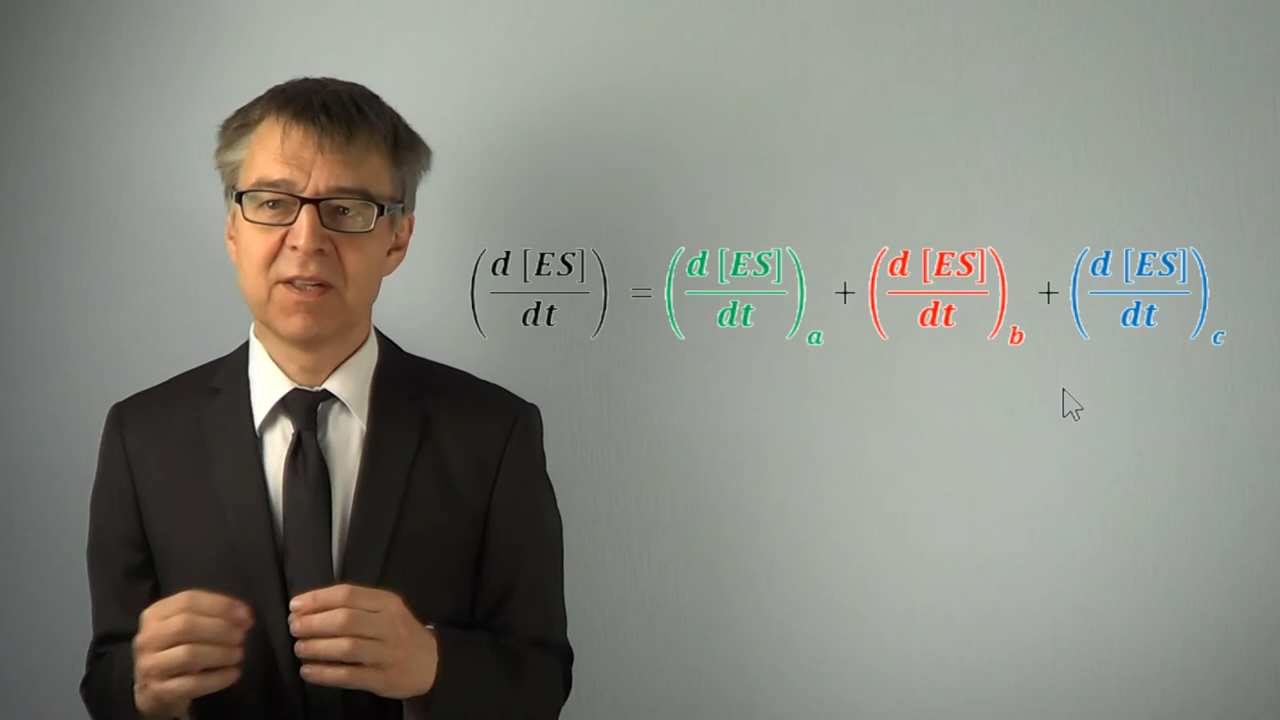 (d [ES] / dt) = (d [ES] / dt)a + (d [ES] / dt)b + (d [ES] / dt)c